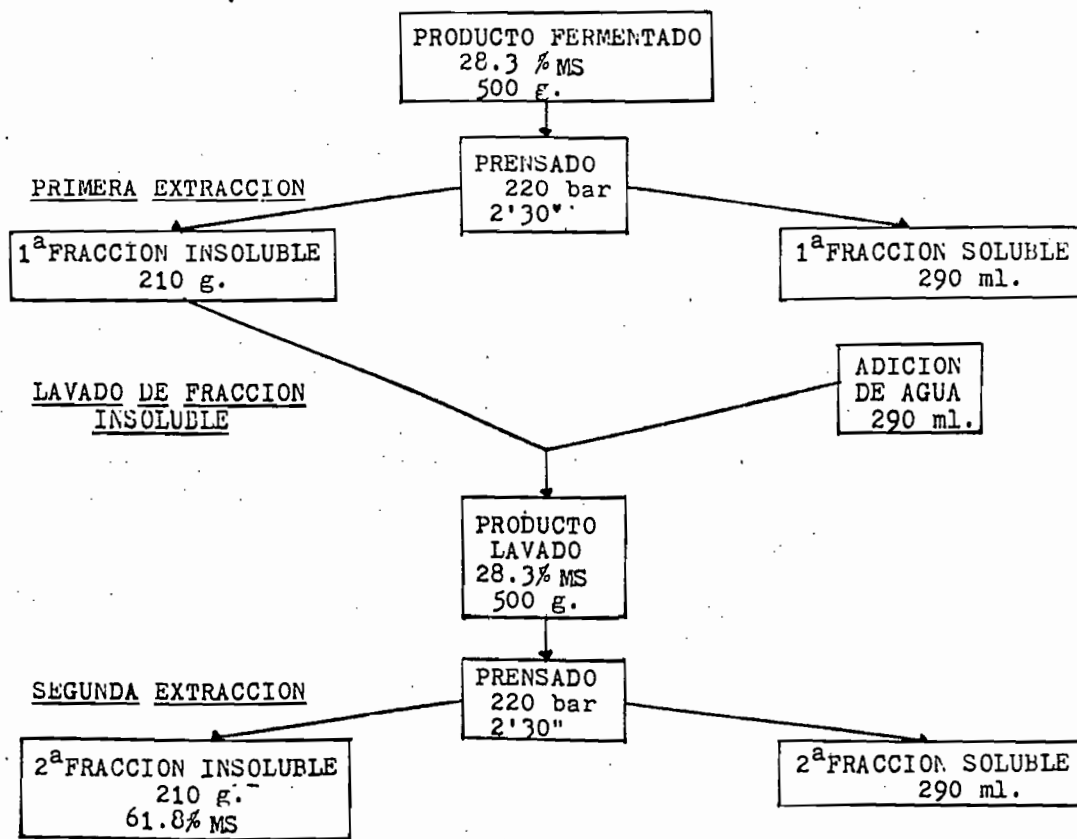 PRODUCTO FERMENTADO
28.3 % MS
500 g.
PRENSADO
220 bar
2'30"
PRIMERA EXTRACCION
1ªFRACCION INSOLUBLE
210 g.
1ªFRACCION SOLUBLE
290 ml.
LAVADO DE FRACCION
INSOLUBLE
ADICION
DE AGUA
290 ml.
PRODUCTO
LAVADO
28.3% MS
500 g.
SEGUNDA EXTRACCION
PRENSADO
220 bar
2'30"
2ªFRACCION INSOLUBLE
210 g.
61.8% MS
2ªFRACCION SOLUBLE
290 ml.